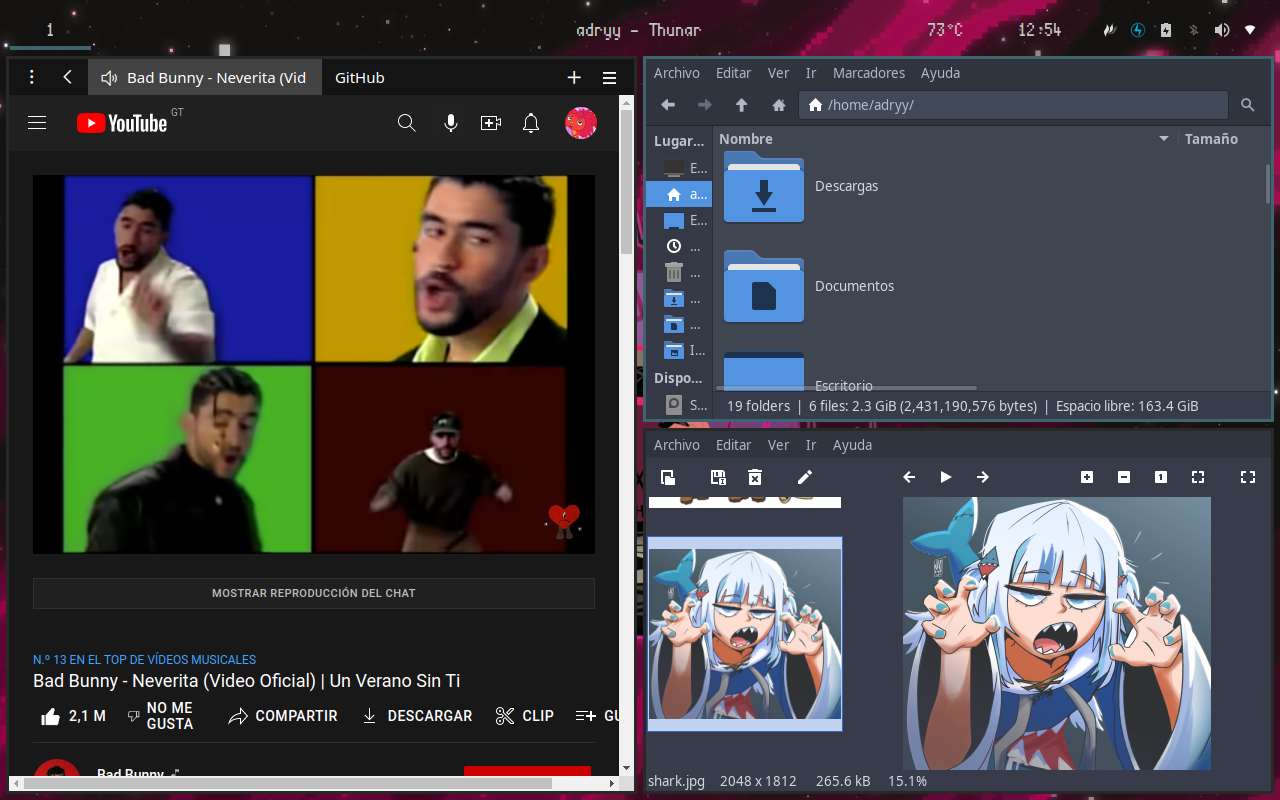 1
adryy - Thunar
73°C
12:54
Bad Bunny - Neverita (Vid
GitHub
YouTube GT
MOSTRAR REPRODUCCIÓN DEL CHAT
N.º 13 EN EL TOP DE VÍDEOS MUSICALES
Bad Bunny - Neverita (Video Oficial) | Un Verano Sin Ti
2,1 M
NO ME
GUSTA
COMPARTIR
DESCARGAR
CLIP
GU
Bad Bunny
Archivo Editar Ver Ir Marcadores Ayuda
/home/adryy/
Lugar...
E...
a...
E...
...
...
...
...
I...
Dispo...
S...
Nombre
Tamaño
Descargas
Documentos
Escritorio
19 folders | 6 files: 2.3 GiB (2,431,190,576 bytes) | Espacio libre: 163.4 GiB
Archivo Editar Ver Ir Ayuda
shark.jpg 2048 x 1812 265.6 kB 15.1%